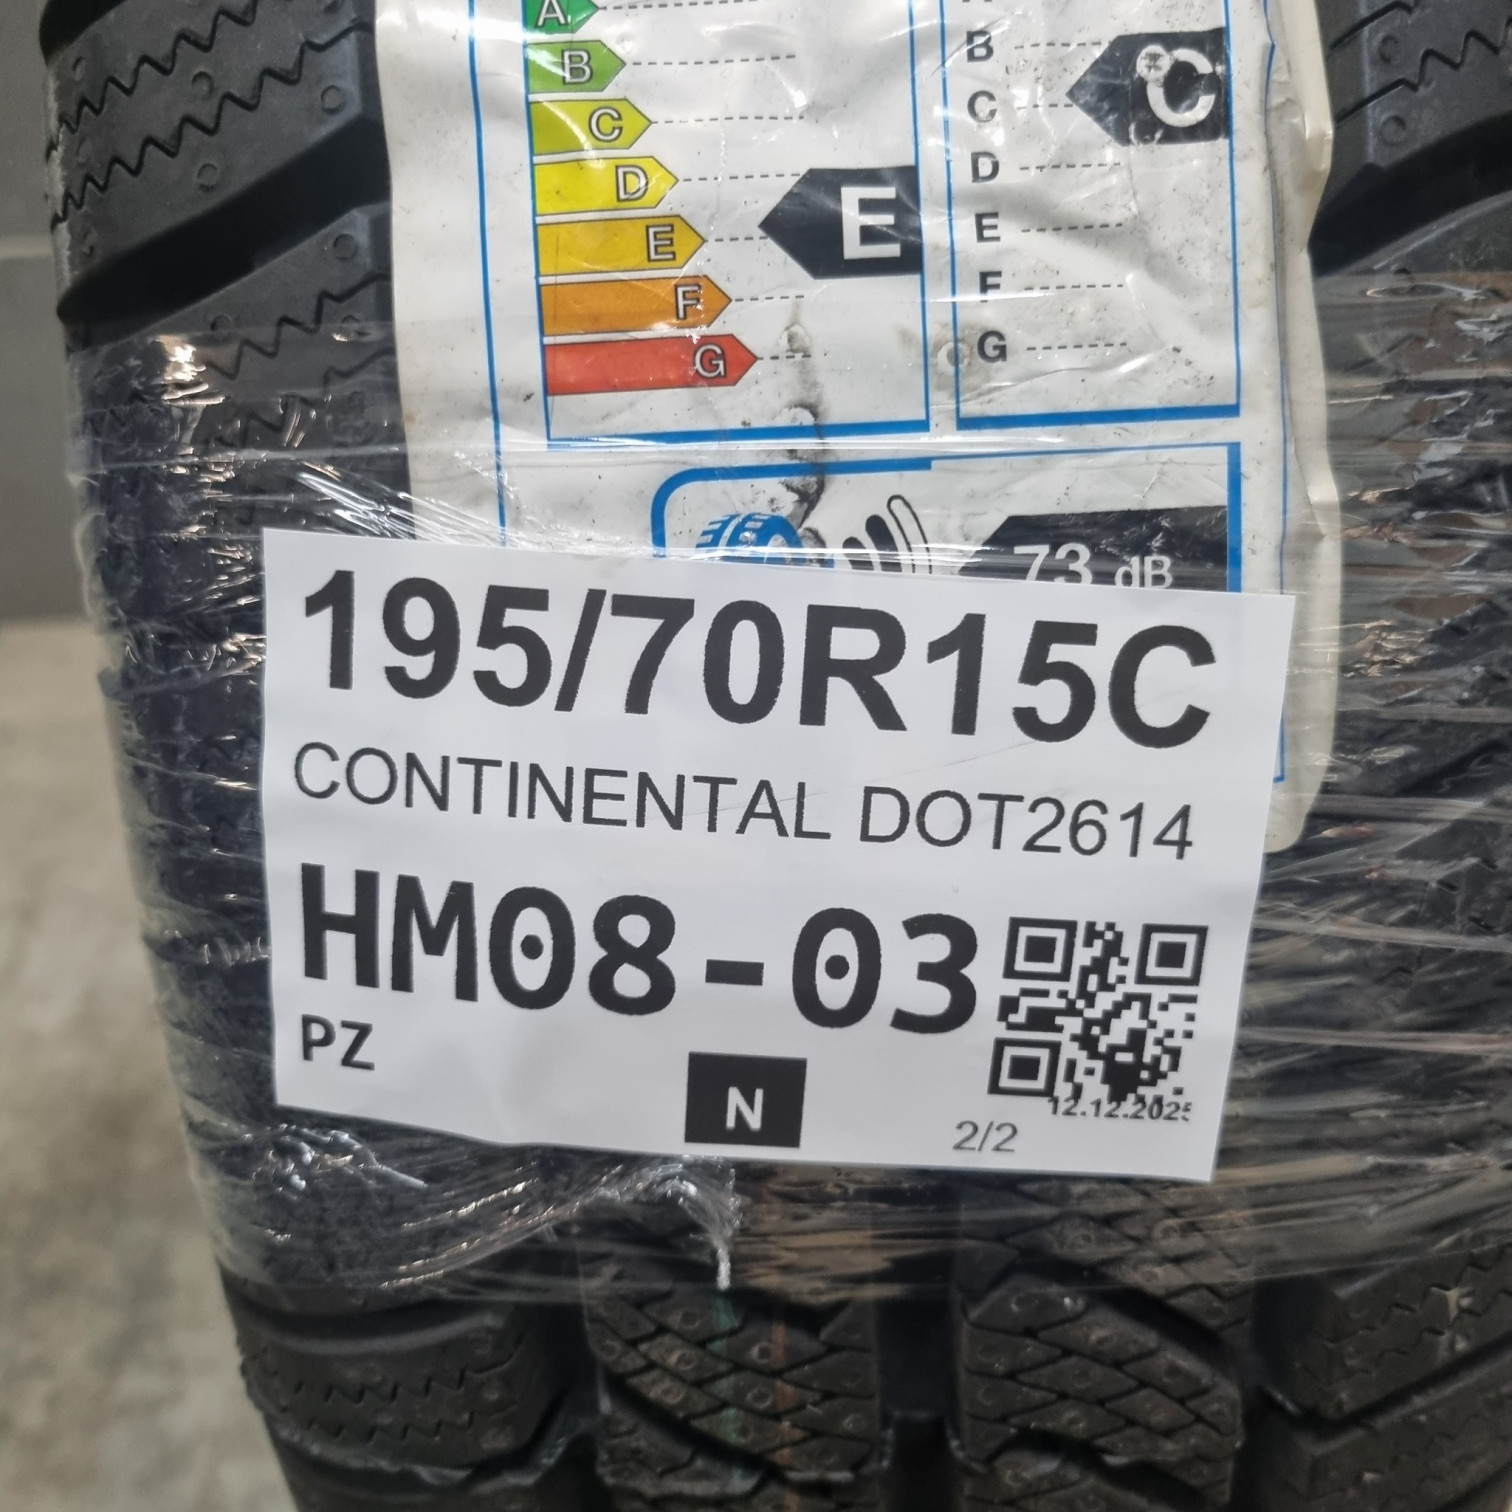 A
B
C
D
E
F
G
E
B
C
D
E
F
G
C
73 dB
195/70R15C
CONTINENTAL DOT2614
HM08-03
PZ
N
2/2
12.12.2025